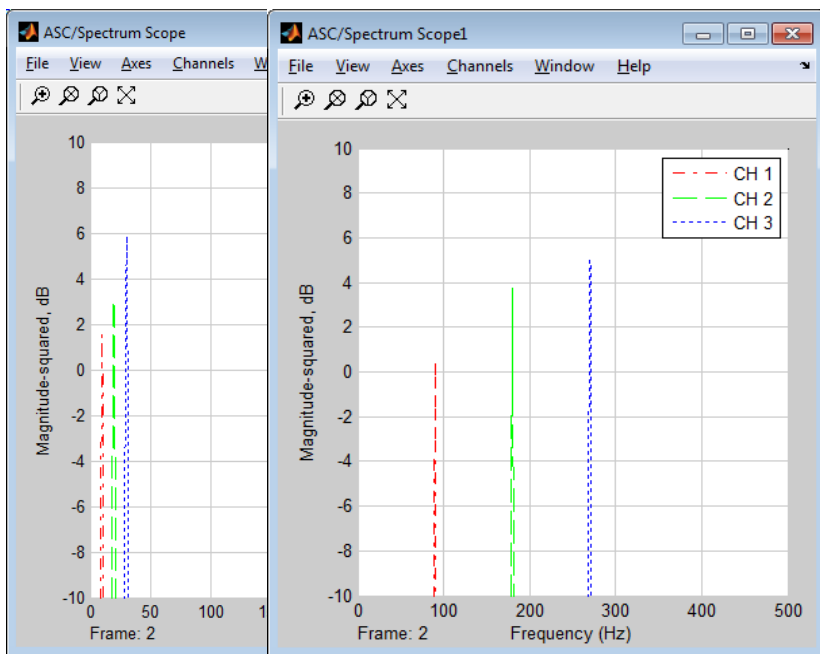 ASC/Spectrum Scope
File View Axes Channels W
10
8
6
4
2
0
-2
-4
-6
-8
-10
Magnitude-squared, dB
0 50 100 1
Frame: 2
ASC/Spectrum Scope1
File View Axes Channels Window Help
10
8
6
4
2
0
-2
-4
-6
-8
-10
Magnitude-squared, dB
CH 1
CH 2
CH 3
0 100 200 300 400 500
Frame: 2 Frequency (Hz)